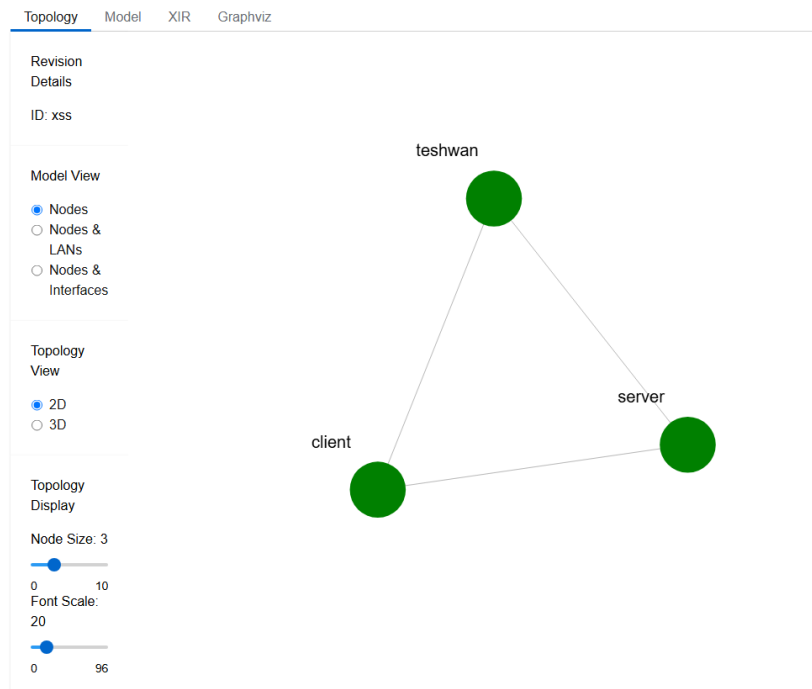 Topology Model XIR Graphviz
Revision
Details
ID: xss
Model View
Nodes
Nodes &
LANs
Nodes &
Interfaces
Topology
View
2D
3D
Topology
Display
Node Size: 3
0 10
Font Scale:
20
0 96
teshwan
server
client